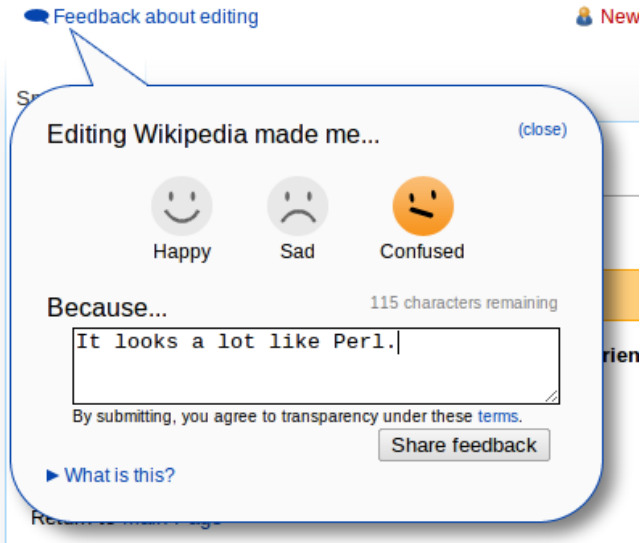 Feedback about editing
New
Editing Wikipedia made me...
(close)
Happy
Sad
Confused
Because...
115 characters remaining
It looks a lot like Perl.
By submitting, you agree to transparency under these terms.
Share feedback
▶ What is this?